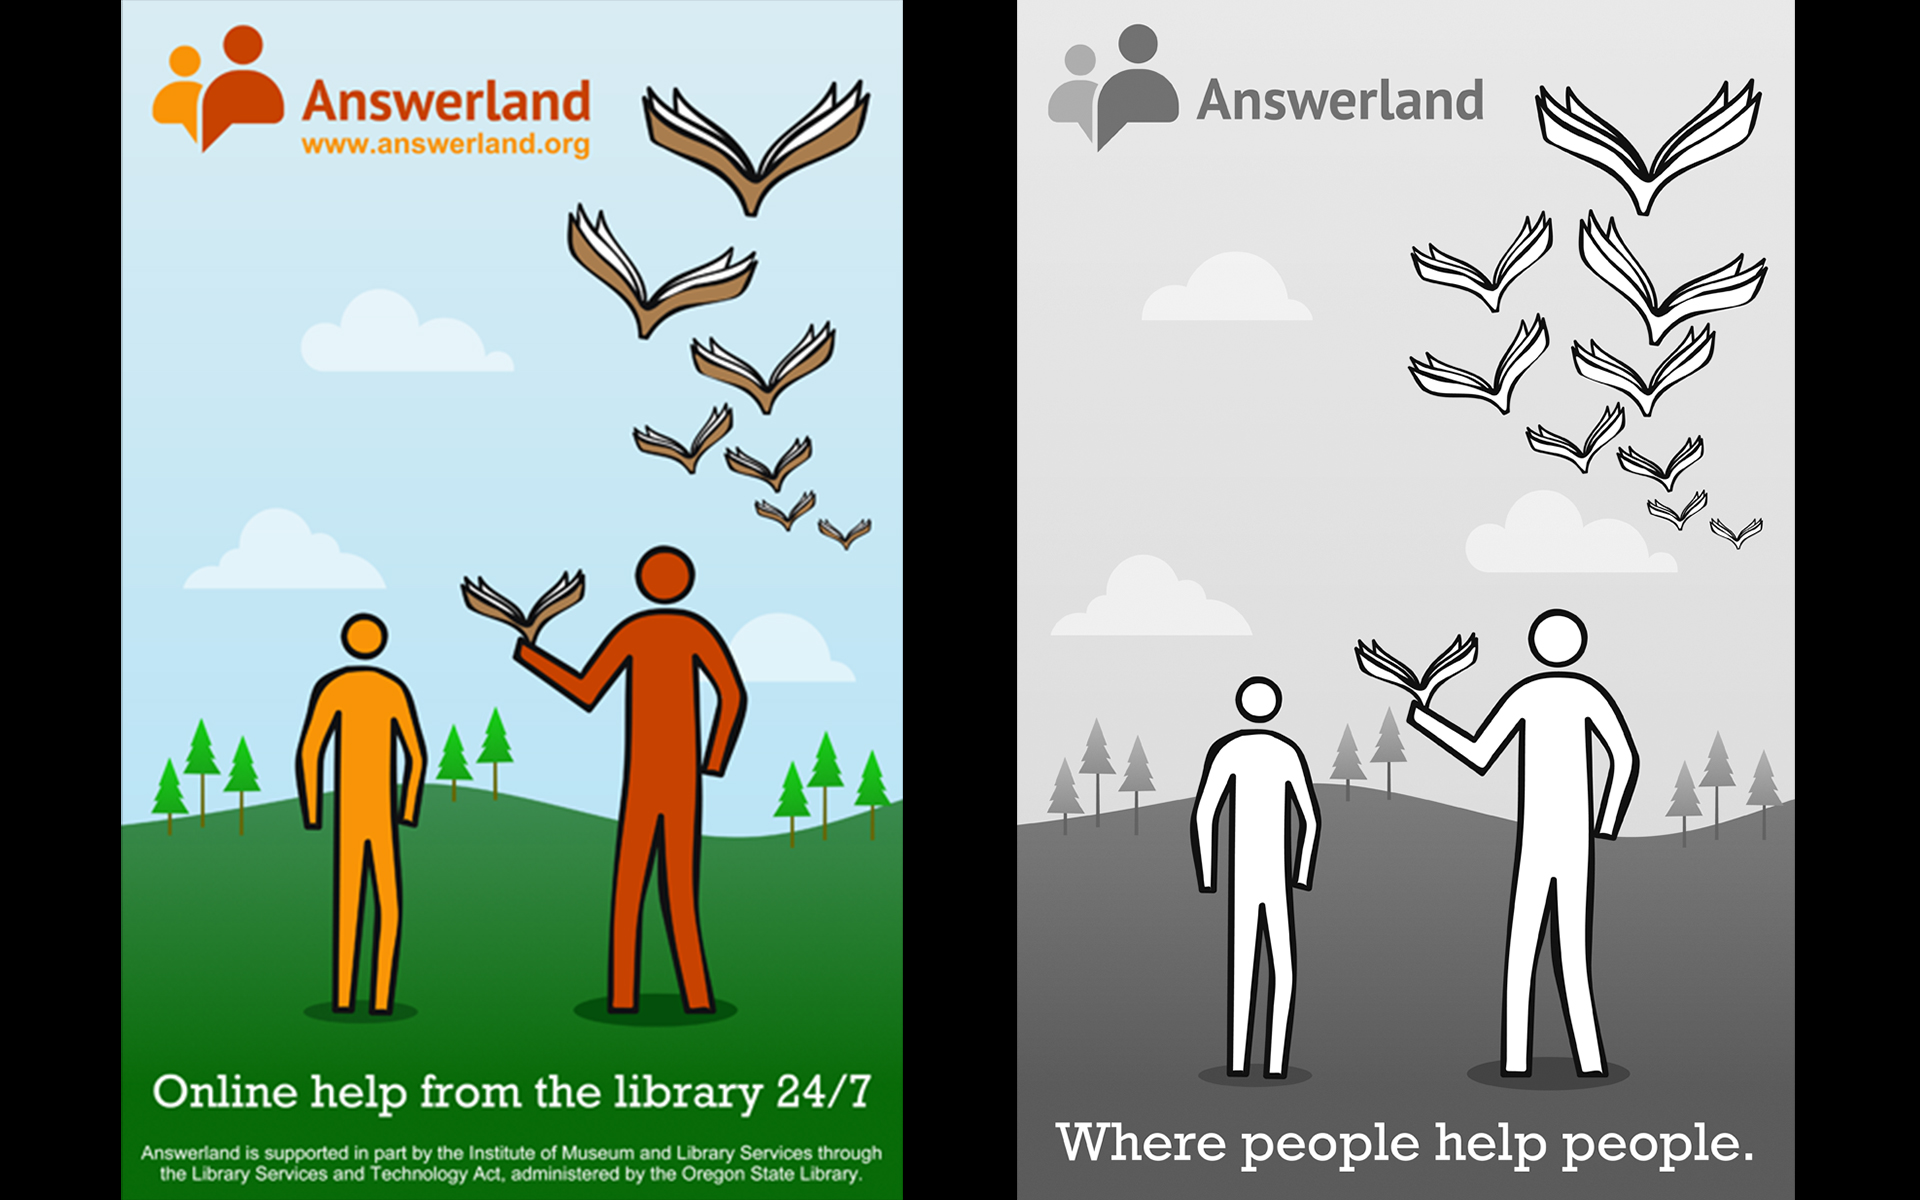 Answerland
www.answerland.org
Online help from the library 24/7
Answerland is supported in part by the Institute of Museum and Library Services through
the Library Services and Technology Act, administered by the Oregon State Library.
Answerland
Where people help people.